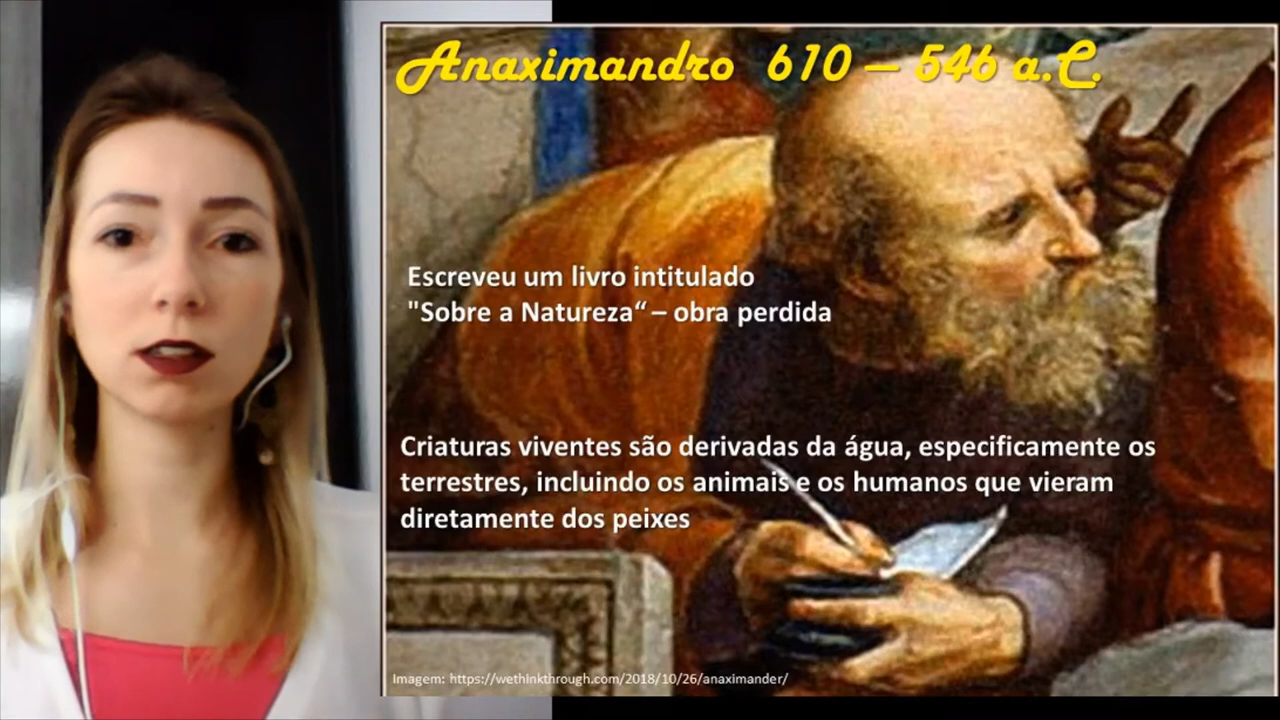 Anaximandro 610 – 546 a.C.
Escreveu um livro intitulado
"Sobre a Natureza“ – obra perdida
Criaturas viventes são derivadas da água, especificamente os
terrestres, incluindo os animais e os humanos que vieram
diretamente dos peixes
Imagem: https://wethinkthrough.com/2018/10/26/anaximander/